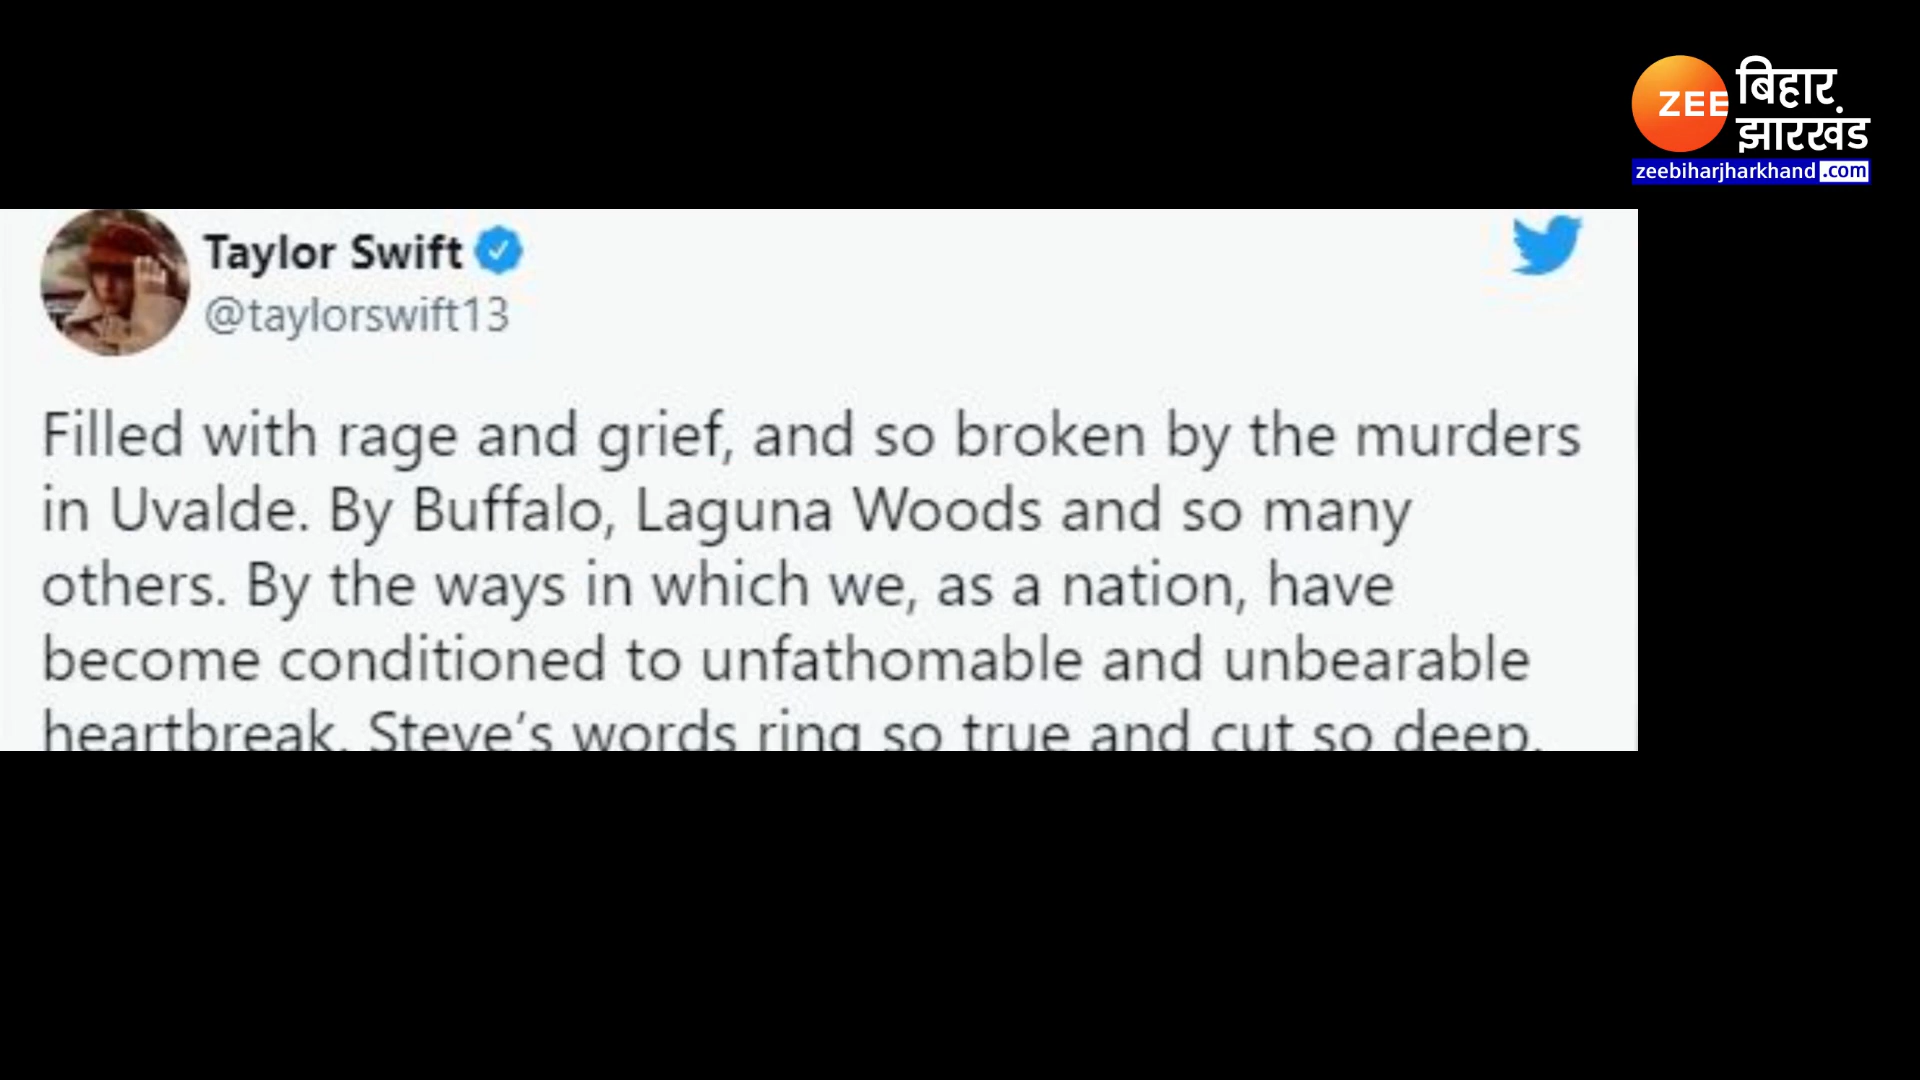 ZEE
बिहार
झारखंड
zeebiharjharkhand.com
Taylor Swift
@taylorswift13
Filled with rage and grief, and so broken by the murders
in Uvalde. By Buffalo, Laguna Woods and so many
others. By the ways in which we, as a nation, have
become conditioned to unfathomable and unbearable
heartbreak. Steve’s words ring so true and cut so deep.